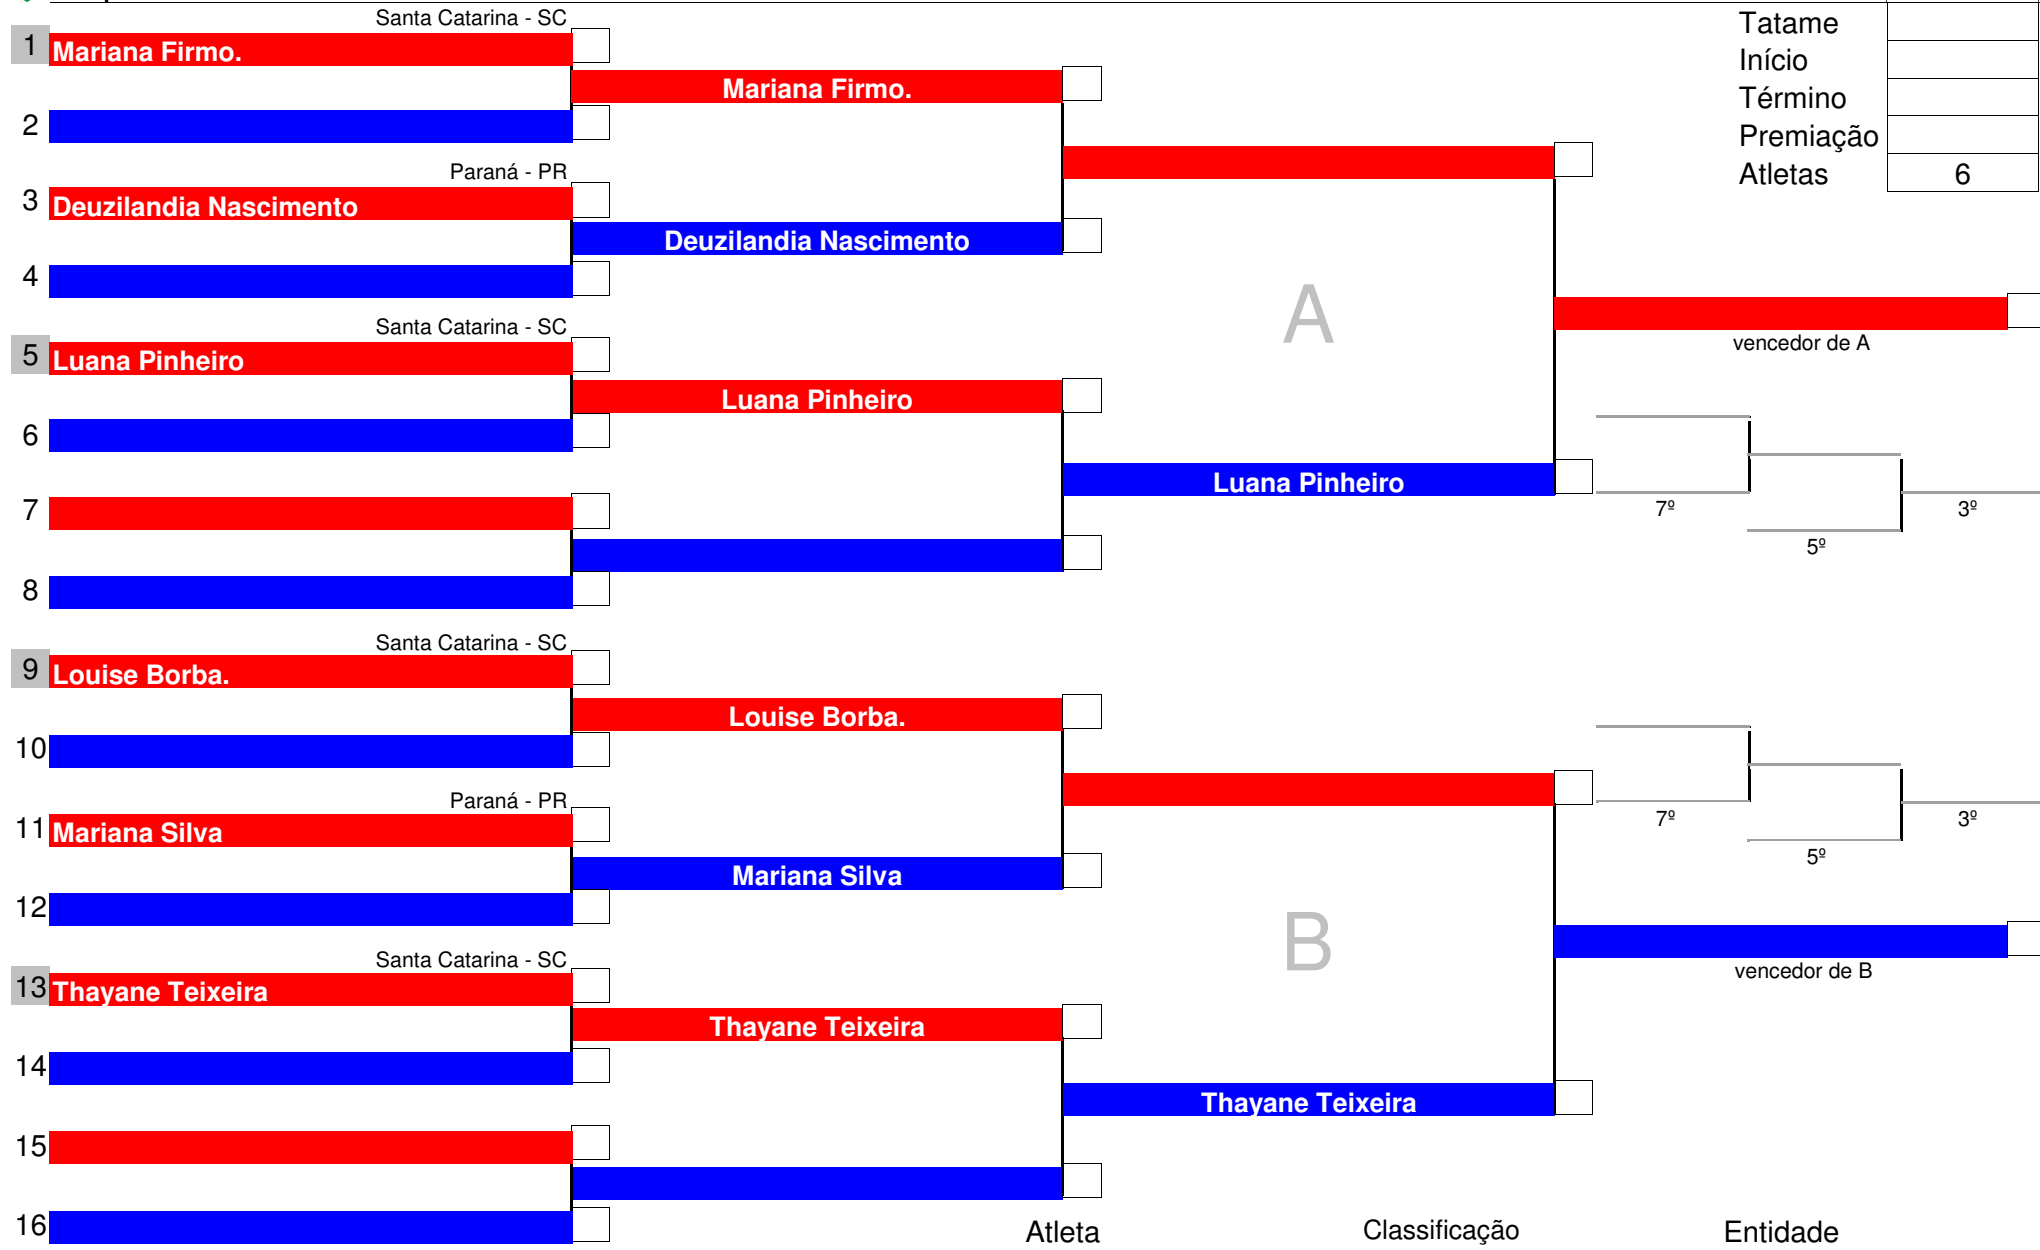 Santa Catarina - SC
Tatame
1 Mariana Firmo.
Início
Mariana Firmo.
Término
2
Premiação
Paraná - PR
Atletas 6
3 Deuzilandia Nascimento
Deuzilandia Nascimento
4
A
Santa Catarina - SC
vencedor de A
5 Luana Pinheiro
Luana Pinheiro
6
Luana Pinheiro
7
7º 3º
5º
8
Santa Catarina - SC
9 Louise Borba.
Louise Borba.
10
Paraná - PR
7º 3º
11 Mariana Silva
5º
Mariana Silva
12
B
Santa Catarina - SC
vencedor de B
13 Thayane Teixeira
Thayane Teixeira
14
Thayane Teixeira
15
16
Atleta Classificação Entidade